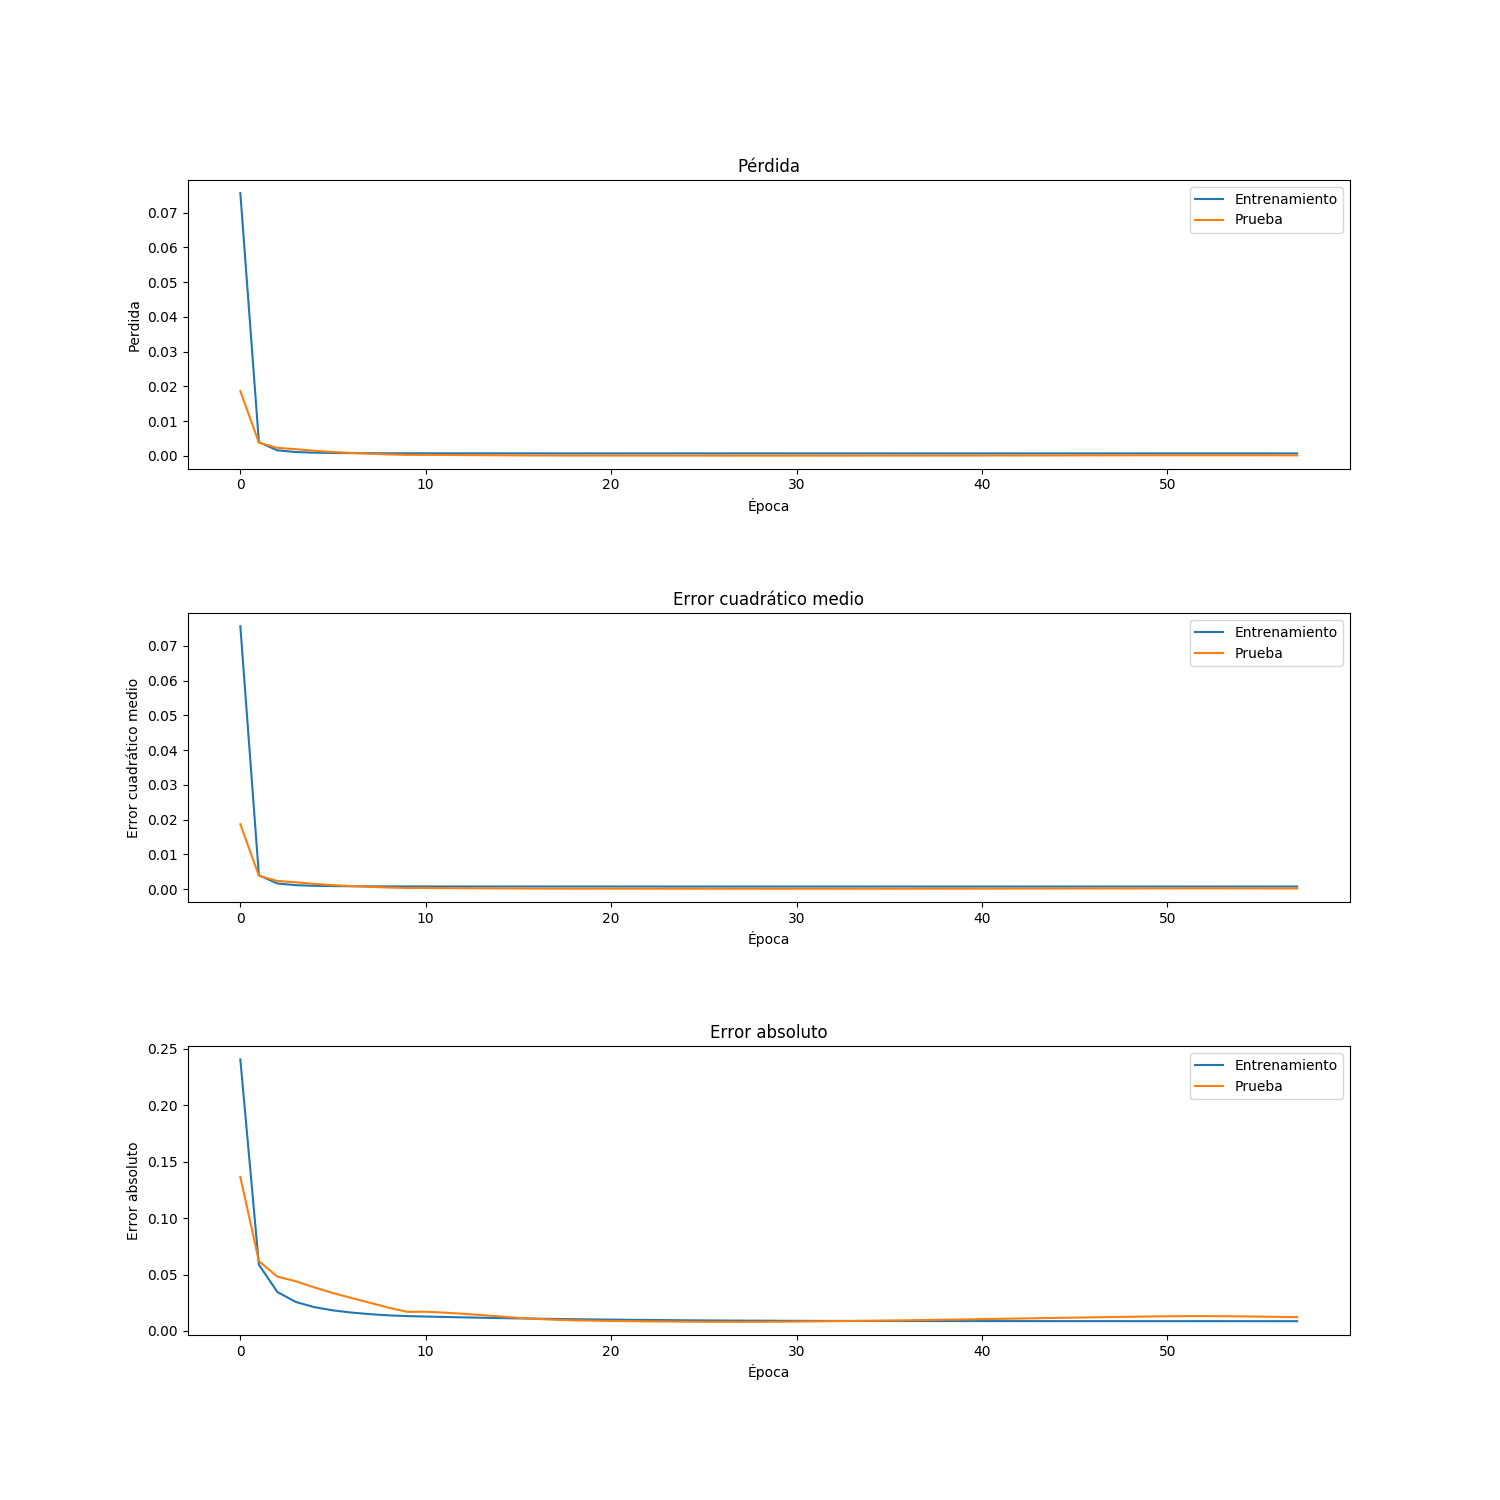 Pérdida
Entrenamiento
Prueba
0.07
0.06
0.05
0.04
0.03
0.02
0.01
0.00
Perdida
0 10 20 30 40 50
Época
Error cuadrático medio
Entrenamiento
Prueba
0.07
0.06
0.05
0.04
0.03
0.02
0.01
0.00
Error cuadrático medio
0 10 20 30 40 50
Época
Error absoluto
Entrenamiento
Prueba
0.25
0.20
0.15
0.10
0.05
0.00
Error absoluto
0 10 20 30 40 50
Época